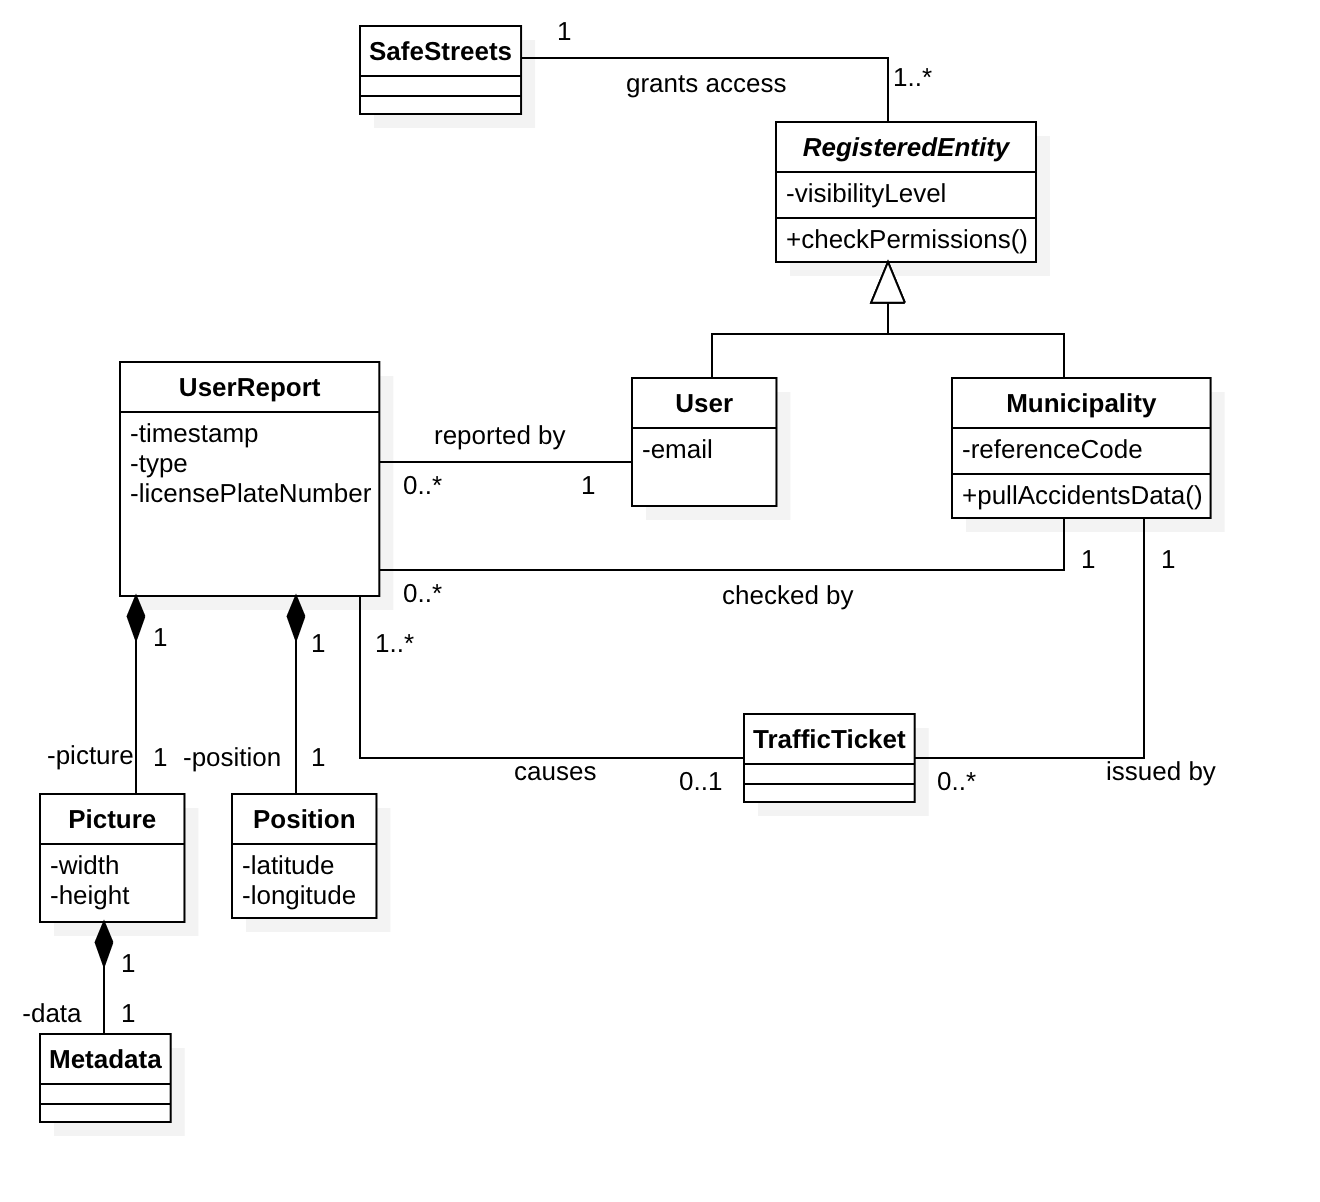 SafeStreets
1
grants access
1..*
RegisteredEntity
-visibilityLevel
+checkPermissions()
UserReport
-timestamp
-type
-licensePlateNumber
reported by
0..*
1
User
-email
Municipality
-referenceCode
+pullAccidentsData()
1
1
0..*
checked by
1
1
1..*
-picture
1
-position
1
causes
0..1
TrafficTicket
0..*
issued by
Picture
-width
-height
Position
-latitude
-longitude
1
-data
1
Metadata